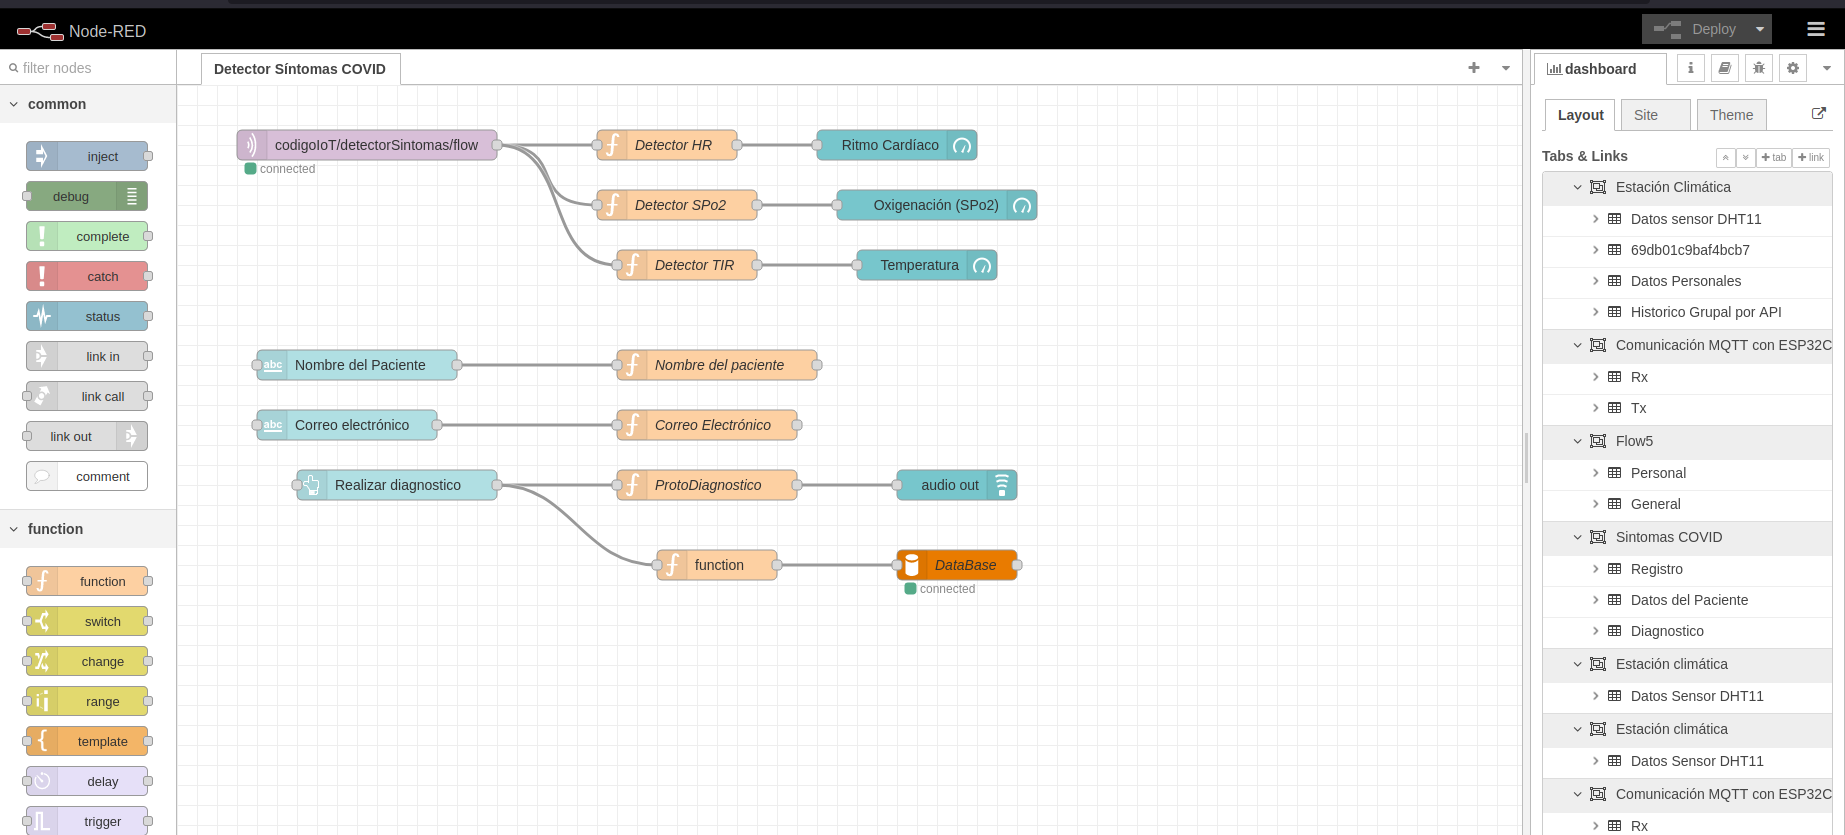 Node-RED
Deploy
filter nodes
common
inject
debug
complete
catch
status
link in
link call
link out
comment
function
function
switch
change
range
template
delay
trigger
Detector Síntomas COVID
codigoIoT/detectorSintomas/flow
connected
Detector HR
Ritmo Cardíaco
Detector SPo2
Oxigenación (SPo2)
Detector TIR
Temperatura
abc
Nombre del Paciente
Nombre del paciente
abc
Correo electrónico
Correo Electrónico
Realizar diagnostico
ProtoDiagnostico
audio out
function
DataBase
connected
dashboard
Layout
Site
Theme
Tabs & Links
tab
link
Estación Climática
Datos sensor DHT11
69db01c9baf4bcb7
Datos Personales
Historico Grupal por API
Comunicación MQTT con ESP32C
Rx
Tx
Flow5
Personal
General
Sintomas COVID
Registro
Datos del Paciente
Diagnostico
Estación climática
Datos Sensor DHT11
Estación climática
Datos Sensor DHT11
Comunicación MQTT con ESP32C
Rx